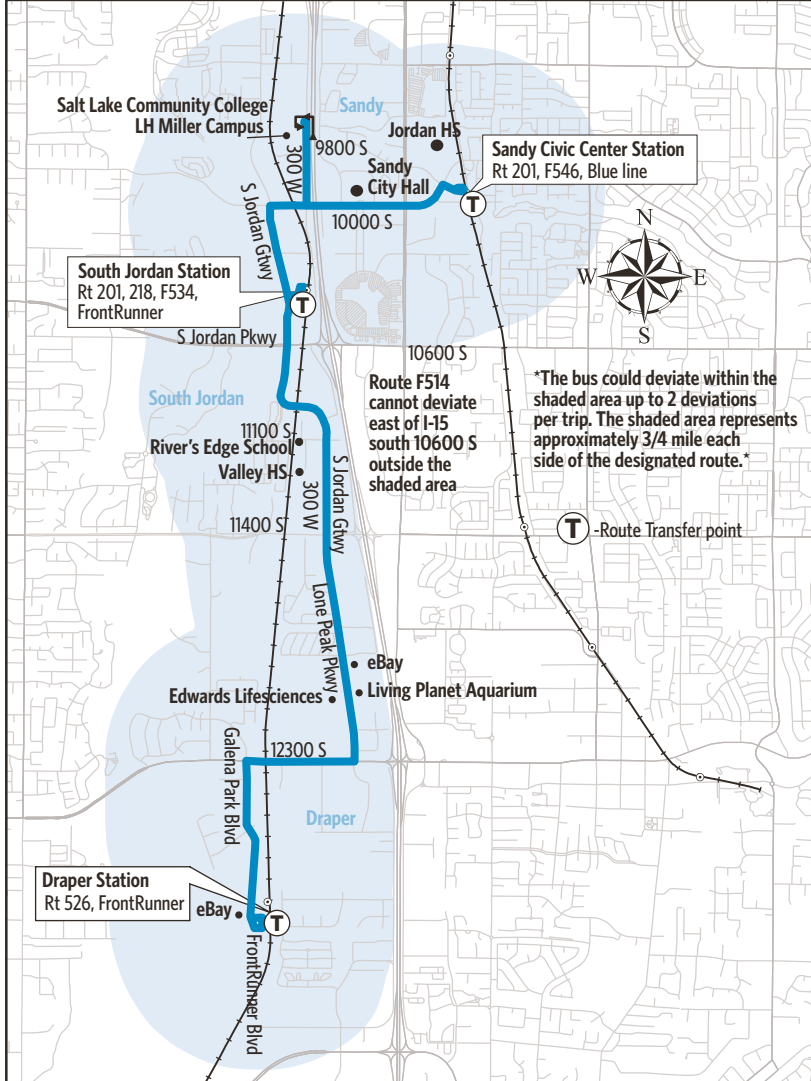 Salt Lake Community College
LH Miller Campus
Sandy
Jordan HS
300 W
9800 S
Sandy
City Hall
Sandy Civic Center Station
Rt 201, F546, Blue line
T
S Jordan Gtwy
10000 S
N
W
E
S
South Jordan Station
Rt 201, 218, F534,
FrontRunner
T
S Jordan Pkwy
10600 S
South Jordan
Route F514
cannot deviate
east of I-15
south 10600 S
outside the
shaded area
*The bus could deviate within the
shaded area up to 2 deviations
per trip. The shaded area represents
approximately 3/4 mile each
side of the designated route.*
11100 S
River's Edge School
Valley HS
300 W
S Jordan Gtwy
11400 S
T -Route Transfer point
Lone Peak Pkwy
eBay
Living Planet Aquarium
Edwards Lifesciences
12300 S
Galena Park Blvd
Draper
Draper Station
Rt 526, FrontRunner
eBay
T
FrontRunner Blvd